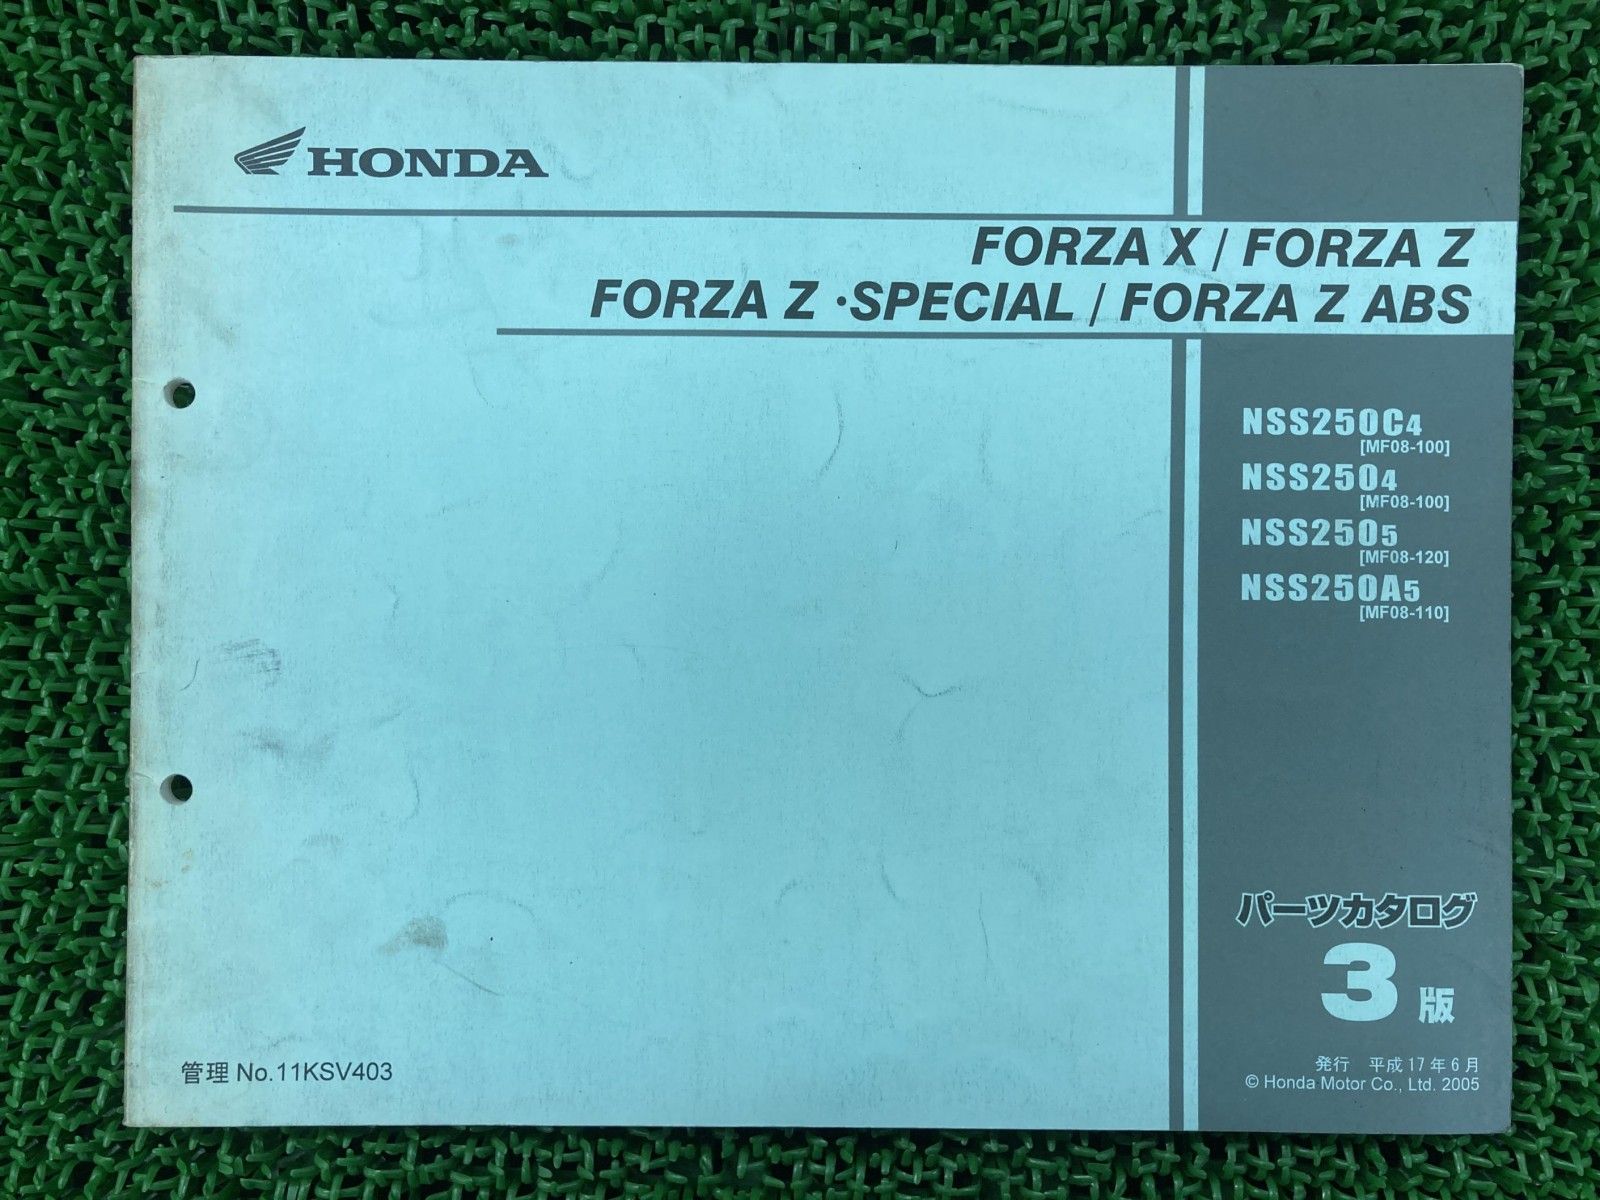 HONDA
FORZA X / FORZA Z
FORZA Z ・SPECIAL / FORZA Z ABS
NSS250C4
[MF08-100]
NSS2504
[MF08-100]
NSS2505
[MF08-120]
NSS250A5
[MF08-110]
パーツカタログ
3 版
発行 平成 17 年 6 月
© Honda Motor Co., Ltd. 2005
管理 No.11KSV403